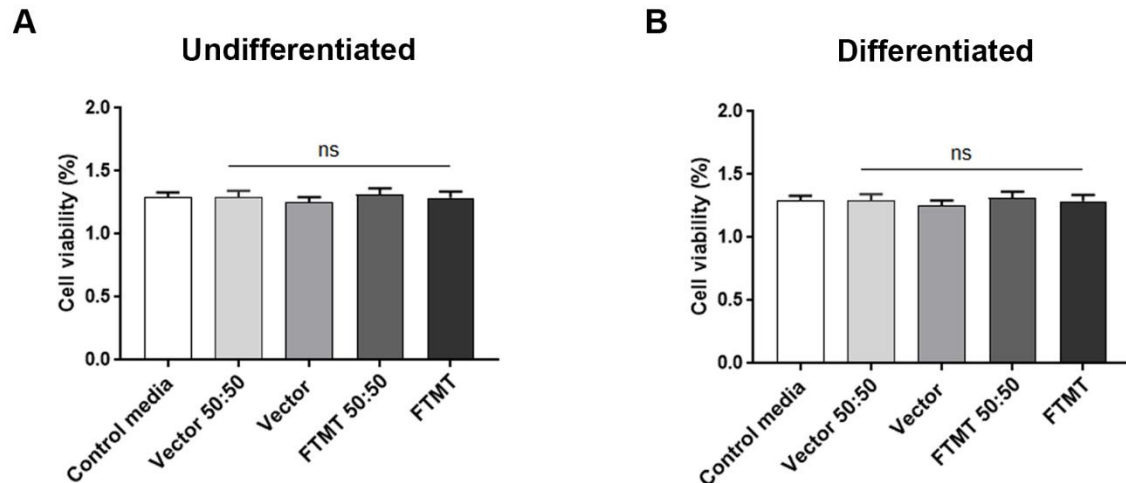 A
Undifferentiated
Cell viability (%)
2.0
1.5
1.0
0.5
0.0
ns
Control media
Vector 50:50
Vector
FTMT 50:50
FTMT
B
Differentiated
Cell viability (%)
2.0
1.5
1.0
0.5
0.0
ns
Control media
Vector 50:50
Vector
FTMT 50:50
FTMT